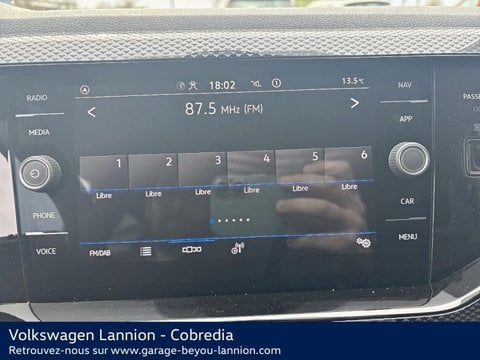 18:02
13.5°C
RADIO
NAV
PASSE
87.5 MHz (FM)
MEDIA
APP
1 2 3 4 5 6
Libre Libre Libre Libre Libre Libre
PHONE
CAR
VOICE
FM/DAB
MENU
Volkswagen Lannion - Cobredia
Retrouvez-nous sur www.garage-beyou-lannion.com